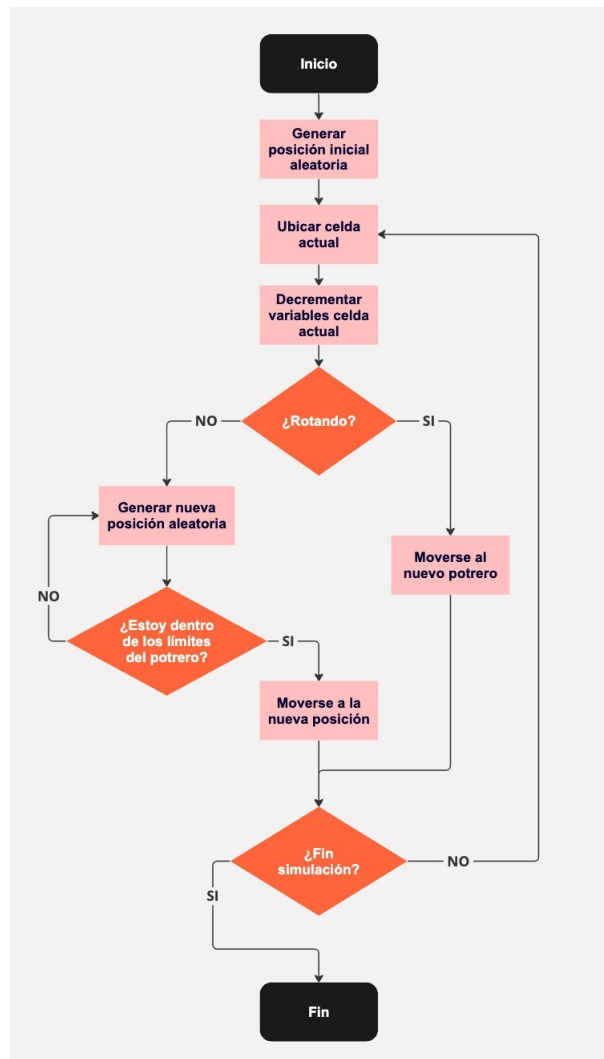 Inicio
Generar
posición inicial
aleatoria
Ubicar celda
actual
Decrementar
variables celda
actual
¿Rotando?
NO
SI
Generar nueva
posición aleatoria
Moverse al
nuevo potrero
NO
¿Estoy dentro
de los límites
del potrero?
SI
Moverse a la
nueva posición
¿Fin
simulación?
NO
SI
Fin